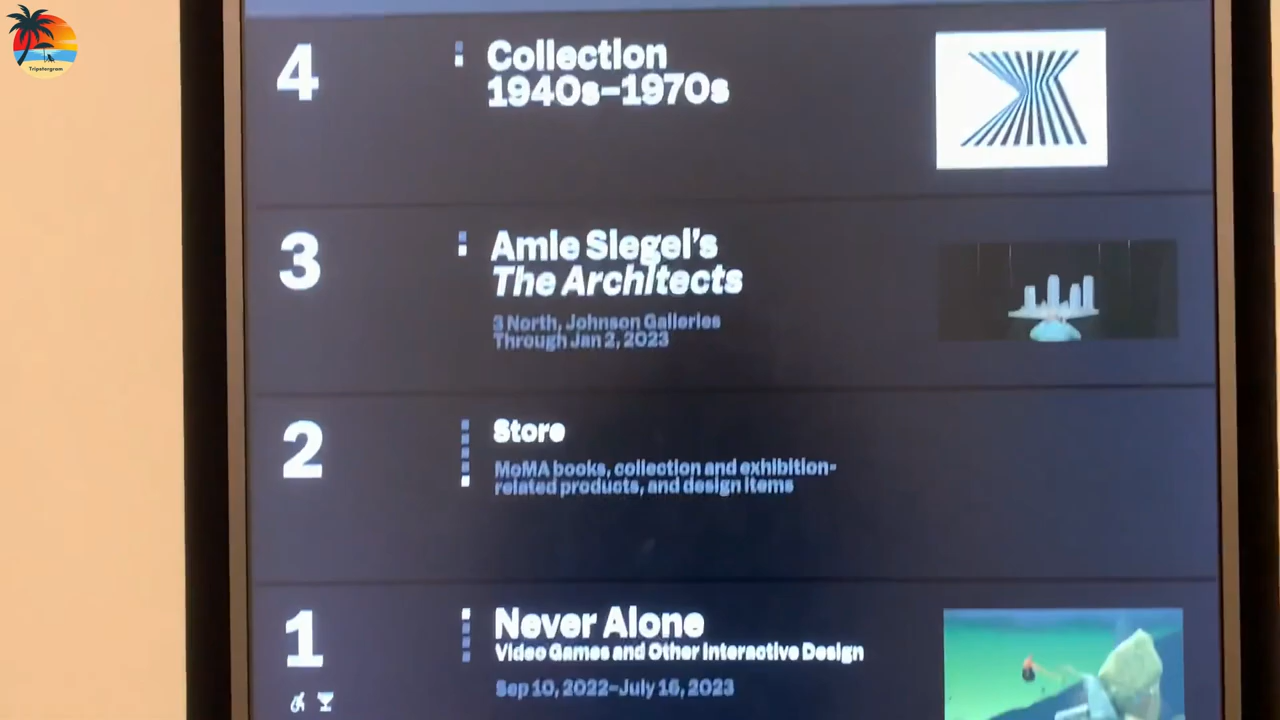 Tripstorgram
4
Collection
1940s–1970s
3
Amie Siegel's
The Architects
3 North, Johnson Galleries
Through Jan 2, 2023
2
Store
MoMA books, collection and exhibition-
related products, and design items
1
Never Alone
Video Games and Other Interactive Design
Sep 10, 2022–July 16, 2023